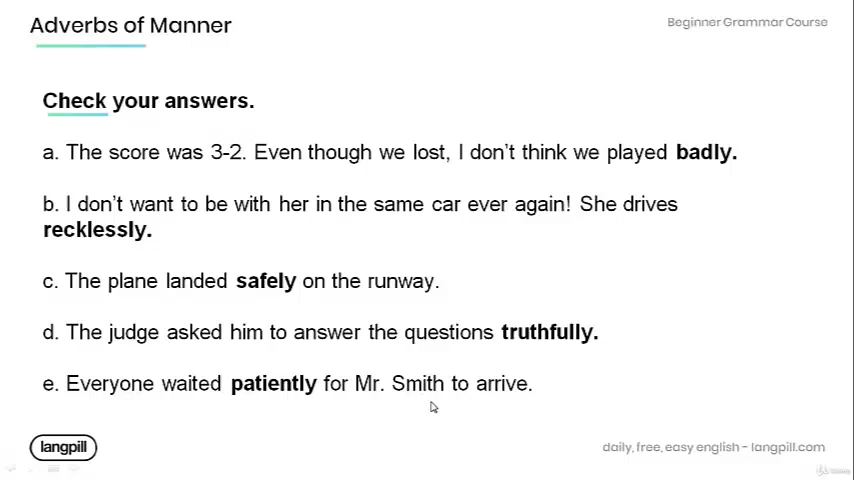 Adverbs of Manner
Beginner Grammar Course
Check your answers.
a. The score was 3-2. Even though we lost, I don't think we played badly.
b. I don't want to be with her in the same car ever again! She drives
recklessly.
c. The plane landed safely on the runway.
d. The judge asked him to answer the questions truthfully.
e. Everyone waited patiently for Mr. Smith to arrive.
langpill
daily, free, easy english - langpill.com